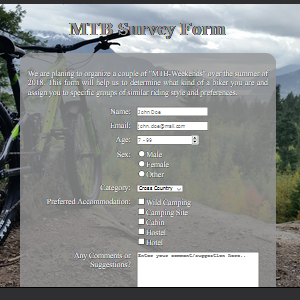 MTB Survey Form
We are planing to organize a couple of "MTB-Weekends" over the summer of
2018. This form will help us to determine what kind of a biker you are and
assign you to specific groups of similar riding style and preferences.
Name: John Doe
Email: john.doe@mail.com
Age: 7 - 99
Sex: Male
Female
Other
Category: Cross Country
Preferred Accommodation: Wild Camping
Camping Site
Cabin
Hostel
Hotel
Any Comments or Enter your comment/suggestion here..
Suggestions?